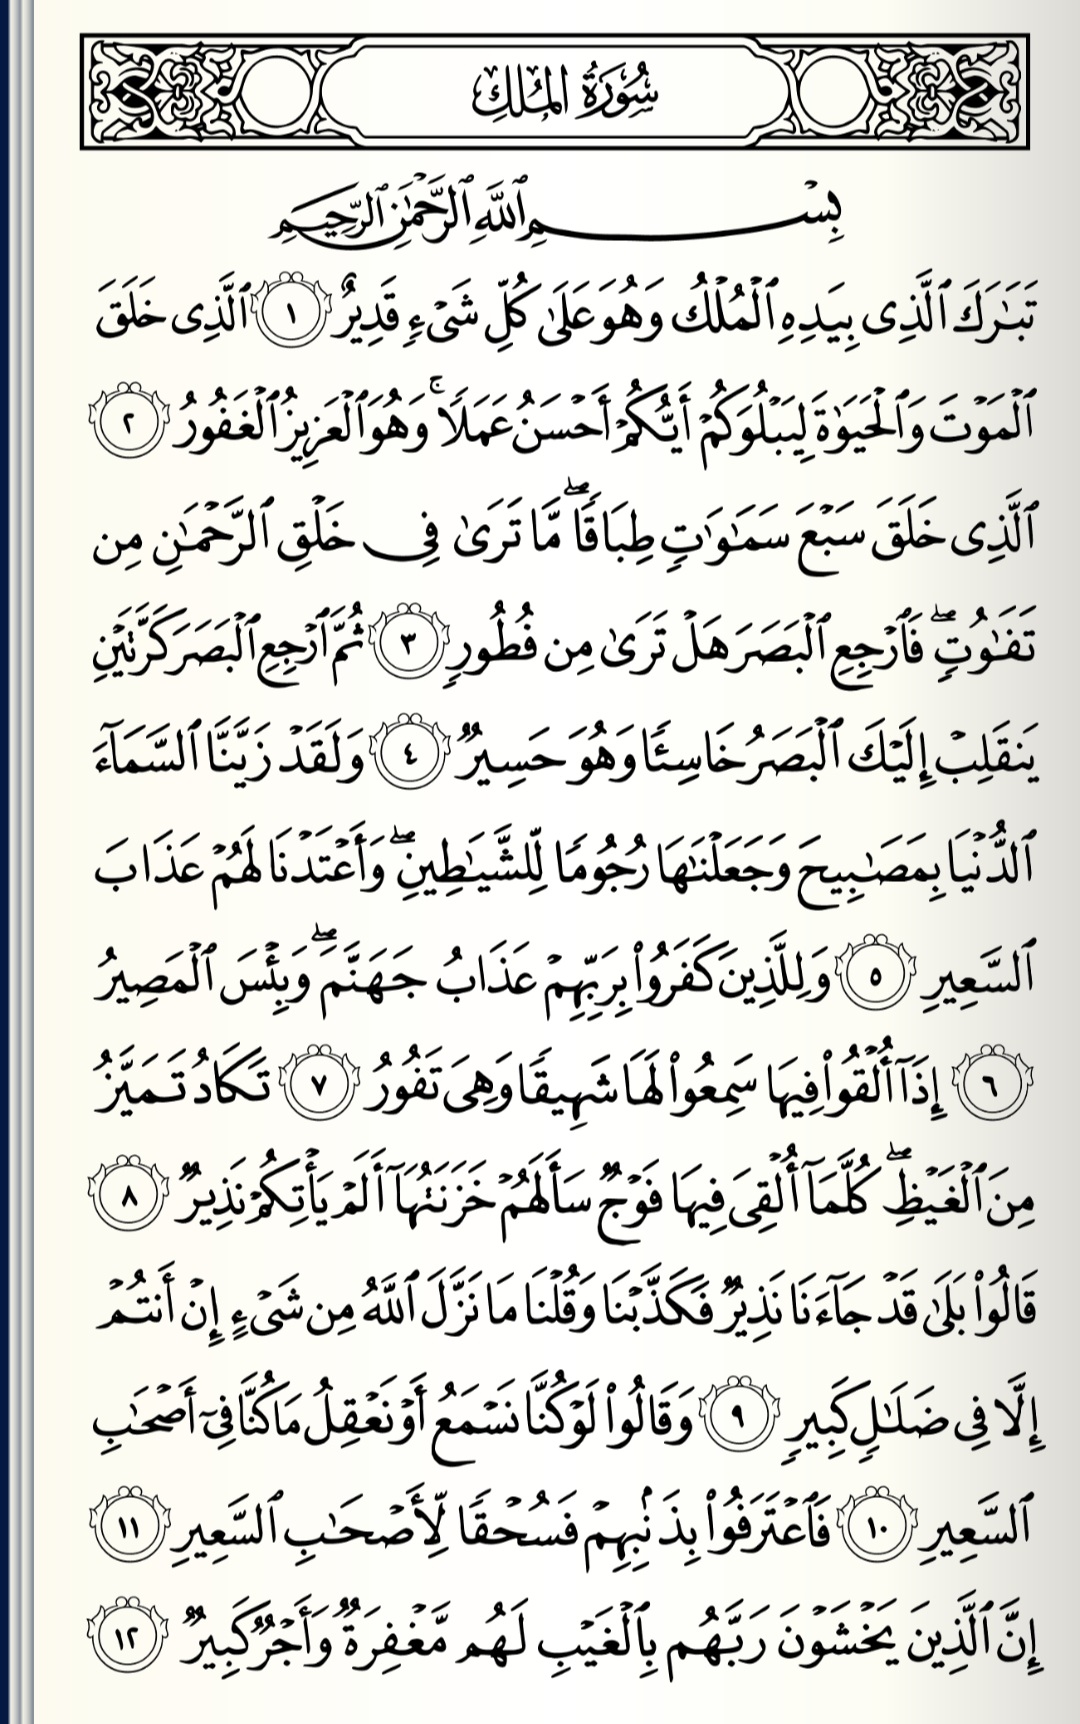 سُورَةُ المُلكِ
بِسْمِ ٱللَّهِ ٱلرَّحْمَٰنِ ٱلرَّحِيمِ
تَبَٰرَكَ ٱلَّذِى بِيَدِهِ ٱلْمُلْكُ وَهُوَ عَلَىٰ كُلِّ شَىْءٍ قَدِيرٌ ١ ٱلَّذِى خَلَقَ
ٱلْمَوْتَ وَٱلْحَيَوٰةَ لِيَبْلُوَكُمْ أَيُّكُمْ أَحْسَنُ عَمَلًا ۚ وَهُوَ ٱلْعَزِيزُ ٱلْغَفُورُ ٢
ٱلَّذِى خَلَقَ سَبْعَ سَمَٰوَٰتٍ طِبَاقًا ۖ مَّا تَرَىٰ فِى خَلْقِ ٱلرَّحْمَٰنِ مِن
تَفَٰوُتٍ ۖ فَٱرْجِعِ ٱلْبَصَرَ هَلْ تَرَىٰ مِن فُطُورٍ ٣ ثُمَّ ٱرْجِعِ ٱلْبَصَرَ كَرَّتَيْنِ
يَنقَلِبْ إِلَيْكَ ٱلْبَصَرُ خَاسِئًا وَهُوَ حَسِيرٌ ٤ وَلَقَدْ زَيَّنَّا ٱلسَّمَآءَ
ٱلدُّنْيَا بِمَصَٰبِيحَ وَجَعَلْنَٰهَا رُجُومًا لِّلشَّيَٰطِينِ ۖ وَأَعْتَدْنَا لَهُمْ عَذَابَ
ٱلسَّعِيرِ ٥ وَلِلَّذِينَ كَفَرُوا۟ بِرَبِّهِمْ عَذَابُ جَهَنَّمَ ۖ وَبِئْسَ ٱلْمَصِيرُ
٦ إِذَآ أُلْقُوا۟ فِيهَا سَمِعُوا۟ لَهَا شَهِيقًا وَهِىَ تَفُورُ ٧ تَكَادُ تَمَيَّزُ
مِنَ ٱلْغَيْظِ ۖ كُلَّمَآ أُلْقِىَ فِيهَا فَوْجٌ سَأَلَهُمْ خَزَنَتُهَآ أَلَمْ يَأْتِكُمْ نَذِيرٌ ٨
قَالُوا۟ بَلَىٰ قَدْ جَآءَنَا نَذِيرٌ فَكَذَّبْنَا وَقُلْنَا مَا نَزَّلَ ٱللَّهُ مِن شَىْءٍ إِنْ أَنتُمْ
إِلَّا فِى ضَلَٰلٍ كَبِيرٍ ٩ وَقَالُوا۟ لَوْ كُنَّا نَسْمَعُ أَوْ نَعْقِلُ مَا كُنَّا فِىٓ أَصْحَٰبِ
ٱلسَّعِيرِ ١٠ فَٱعْتَرَفُوا۟ بِذَنۢبِهِمْ فَسُحْقًا لِّأَصْحَٰبِ ٱلسَّعِيرِ ١١
إِنَّ ٱلَّذِينَ يَخْشَوْنَ رَبَّهُم بِٱلْغَيْبِ لَهُم مَّغْفِرَةٌ وَأَجْرٌ كَبِيرٌ ١٢